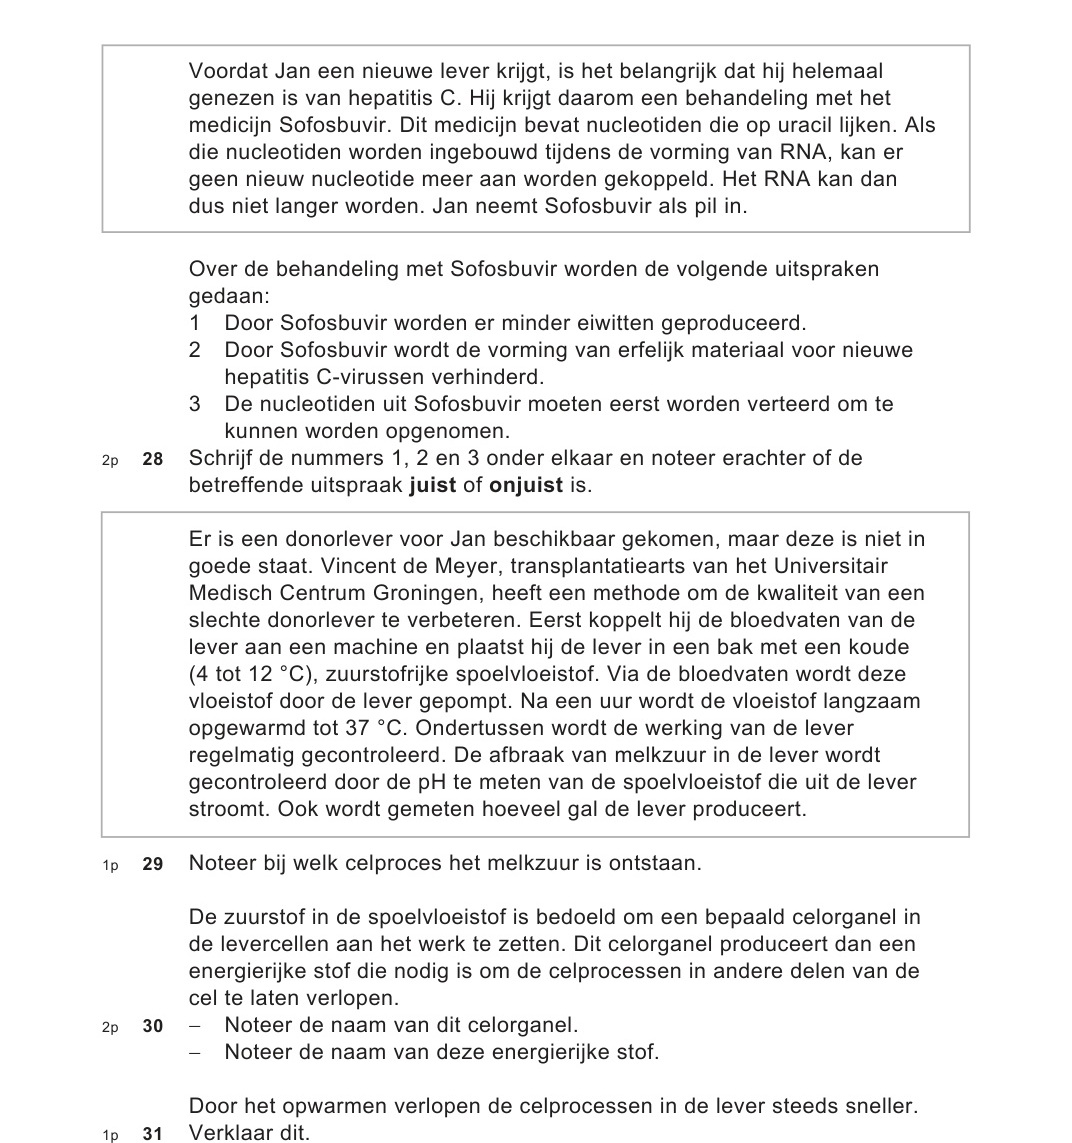 Voordat Jan een nieuwe lever krijgt, is het belangrijk dat hij helemaal
genezen is van hepatitis C. Hij krijgt daarom een behandeling met het
medicijn Sofosbuvir. Dit medicijn bevat nucleotiden die op uracil lijken. Als
die nucleotiden worden ingebouwd tijdens de vorming van RNA, kan er
geen nieuw nucleotide meer aan worden gekoppeld. Het RNA kan dan
dus niet langer worden. Jan neemt Sofosbuvir als pil in.
Over de behandeling met Sofosbuvir worden de volgende uitspraken
gedaan:
1 Door Sofosbuvir worden er minder eiwitten geproduceerd.
2 Door Sofosbuvir wordt de vorming van erfelijk materiaal voor nieuwe
hepatitis C-virussen verhinderd.
3 De nucleotiden uit Sofosbuvir moeten eerst worden verteerd om te
kunnen worden opgenomen.
2p 28 Schrijf de nummers 1, 2 en 3 onder elkaar en noteer erachter of de
betreffende uitspraak juist of onjuist is.
Er is een donorlever voor Jan beschikbaar gekomen, maar deze is niet in
goede staat. Vincent de Meyer, transplantatiearts van het Universitair
Medisch Centrum Groningen, heeft een methode om de kwaliteit van een
slechte donorlever te verbeteren. Eerst koppelt hij de bloedvaten van de
lever aan een machine en plaatst hij de lever in een bak met een koude
(4 tot 12 °C), zuurstofrijke spoelvloeistof. Via de bloedvaten wordt deze
vloeistof door de lever gepompt. Na een uur wordt de vloeistof langzaam
opgewarmd tot 37 °C. Ondertussen wordt de werking van de lever
regelmatig gecontroleerd. De afbraak van melkzuur in de lever wordt
gecontroleerd door de pH te meten van de spoelvloeistof die uit de lever
stroomt. Ook wordt gemeten hoeveel gal de lever produceert.
1p 29 Noteer bij welk celproces het melkzuur is ontstaan.
De zuurstof in de spoelvloeistof is bedoeld om een bepaald celorganel in
de levercellen aan het werk te zetten. Dit celorganel produceert dan een
energierijke stof die nodig is om de celprocessen in andere delen van de
cel te laten verlopen.
2p 30 – Noteer de naam van dit celorganel.
– Noteer de naam van deze energierijke stof.
Door het opwarmen verlopen de celprocessen in de lever steeds sneller.
1p 31 Verklaar dit.